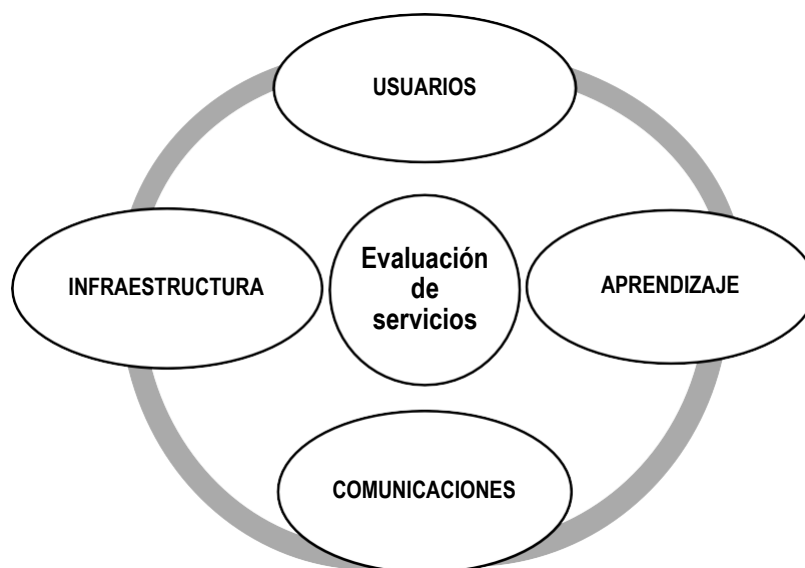 USUARIOS
INFRAESTRUCTURA
Evaluación
de
servicios
APRENDIZAJE
COMUNICACIONES